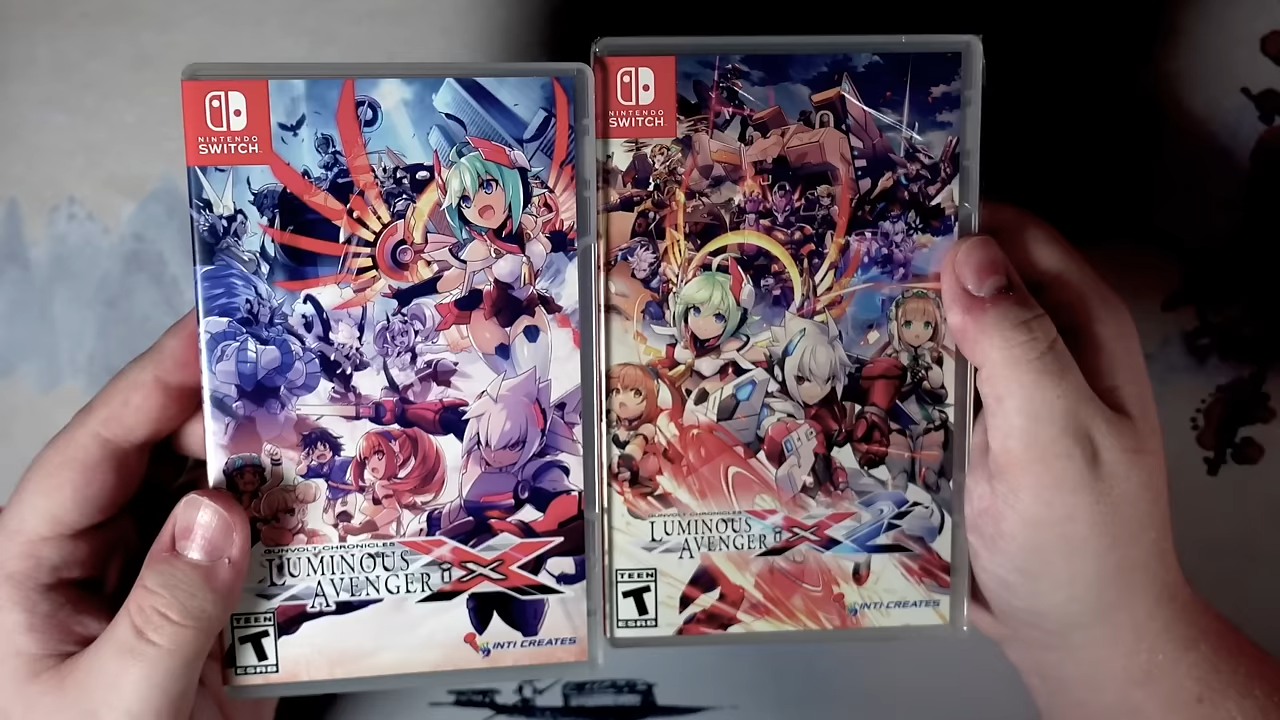 NINTENDO
SWITCH
GUNVOLT CHRONICLES
LUMINOUS
AVENGER iX
TEEN
T
ESRB
INTI CREATES
NINTENDO
SWITCH
GUNVOLT CHRONICLES
LUMINOUS
AVENGER iX 2
TEEN
T
ESRB
INTI CREATES